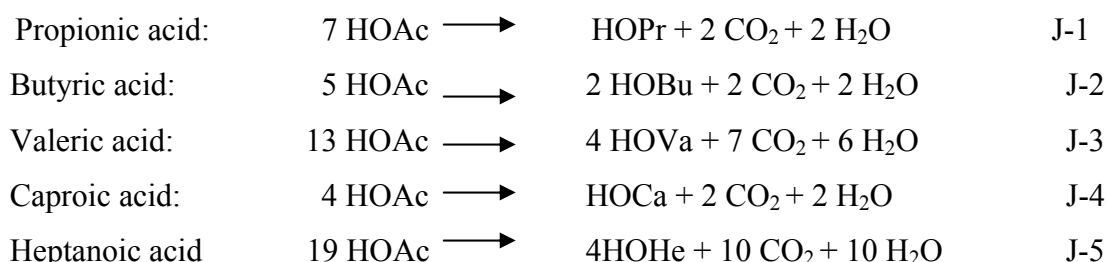 Propionic acid: 7 HOAc ⟶ HOPr + 2 CO₂ + 2 H₂O J-1
Butyric acid: 5 HOAc ⟶ 2 HOBu + 2 CO₂ + 2 H₂O J-2
Valeric acid: 13 HOAc ⟶ 4 HOVa + 7 CO₂ + 6 H₂O J-3
Caproic acid: 4 HOAc ⟶ HOCa + 2 CO₂ + 2 H₂O J-4
Heptanoic acid 19 HOAc ⟶ 4HOHe + 10 CO₂ + 10 H₂O J-5